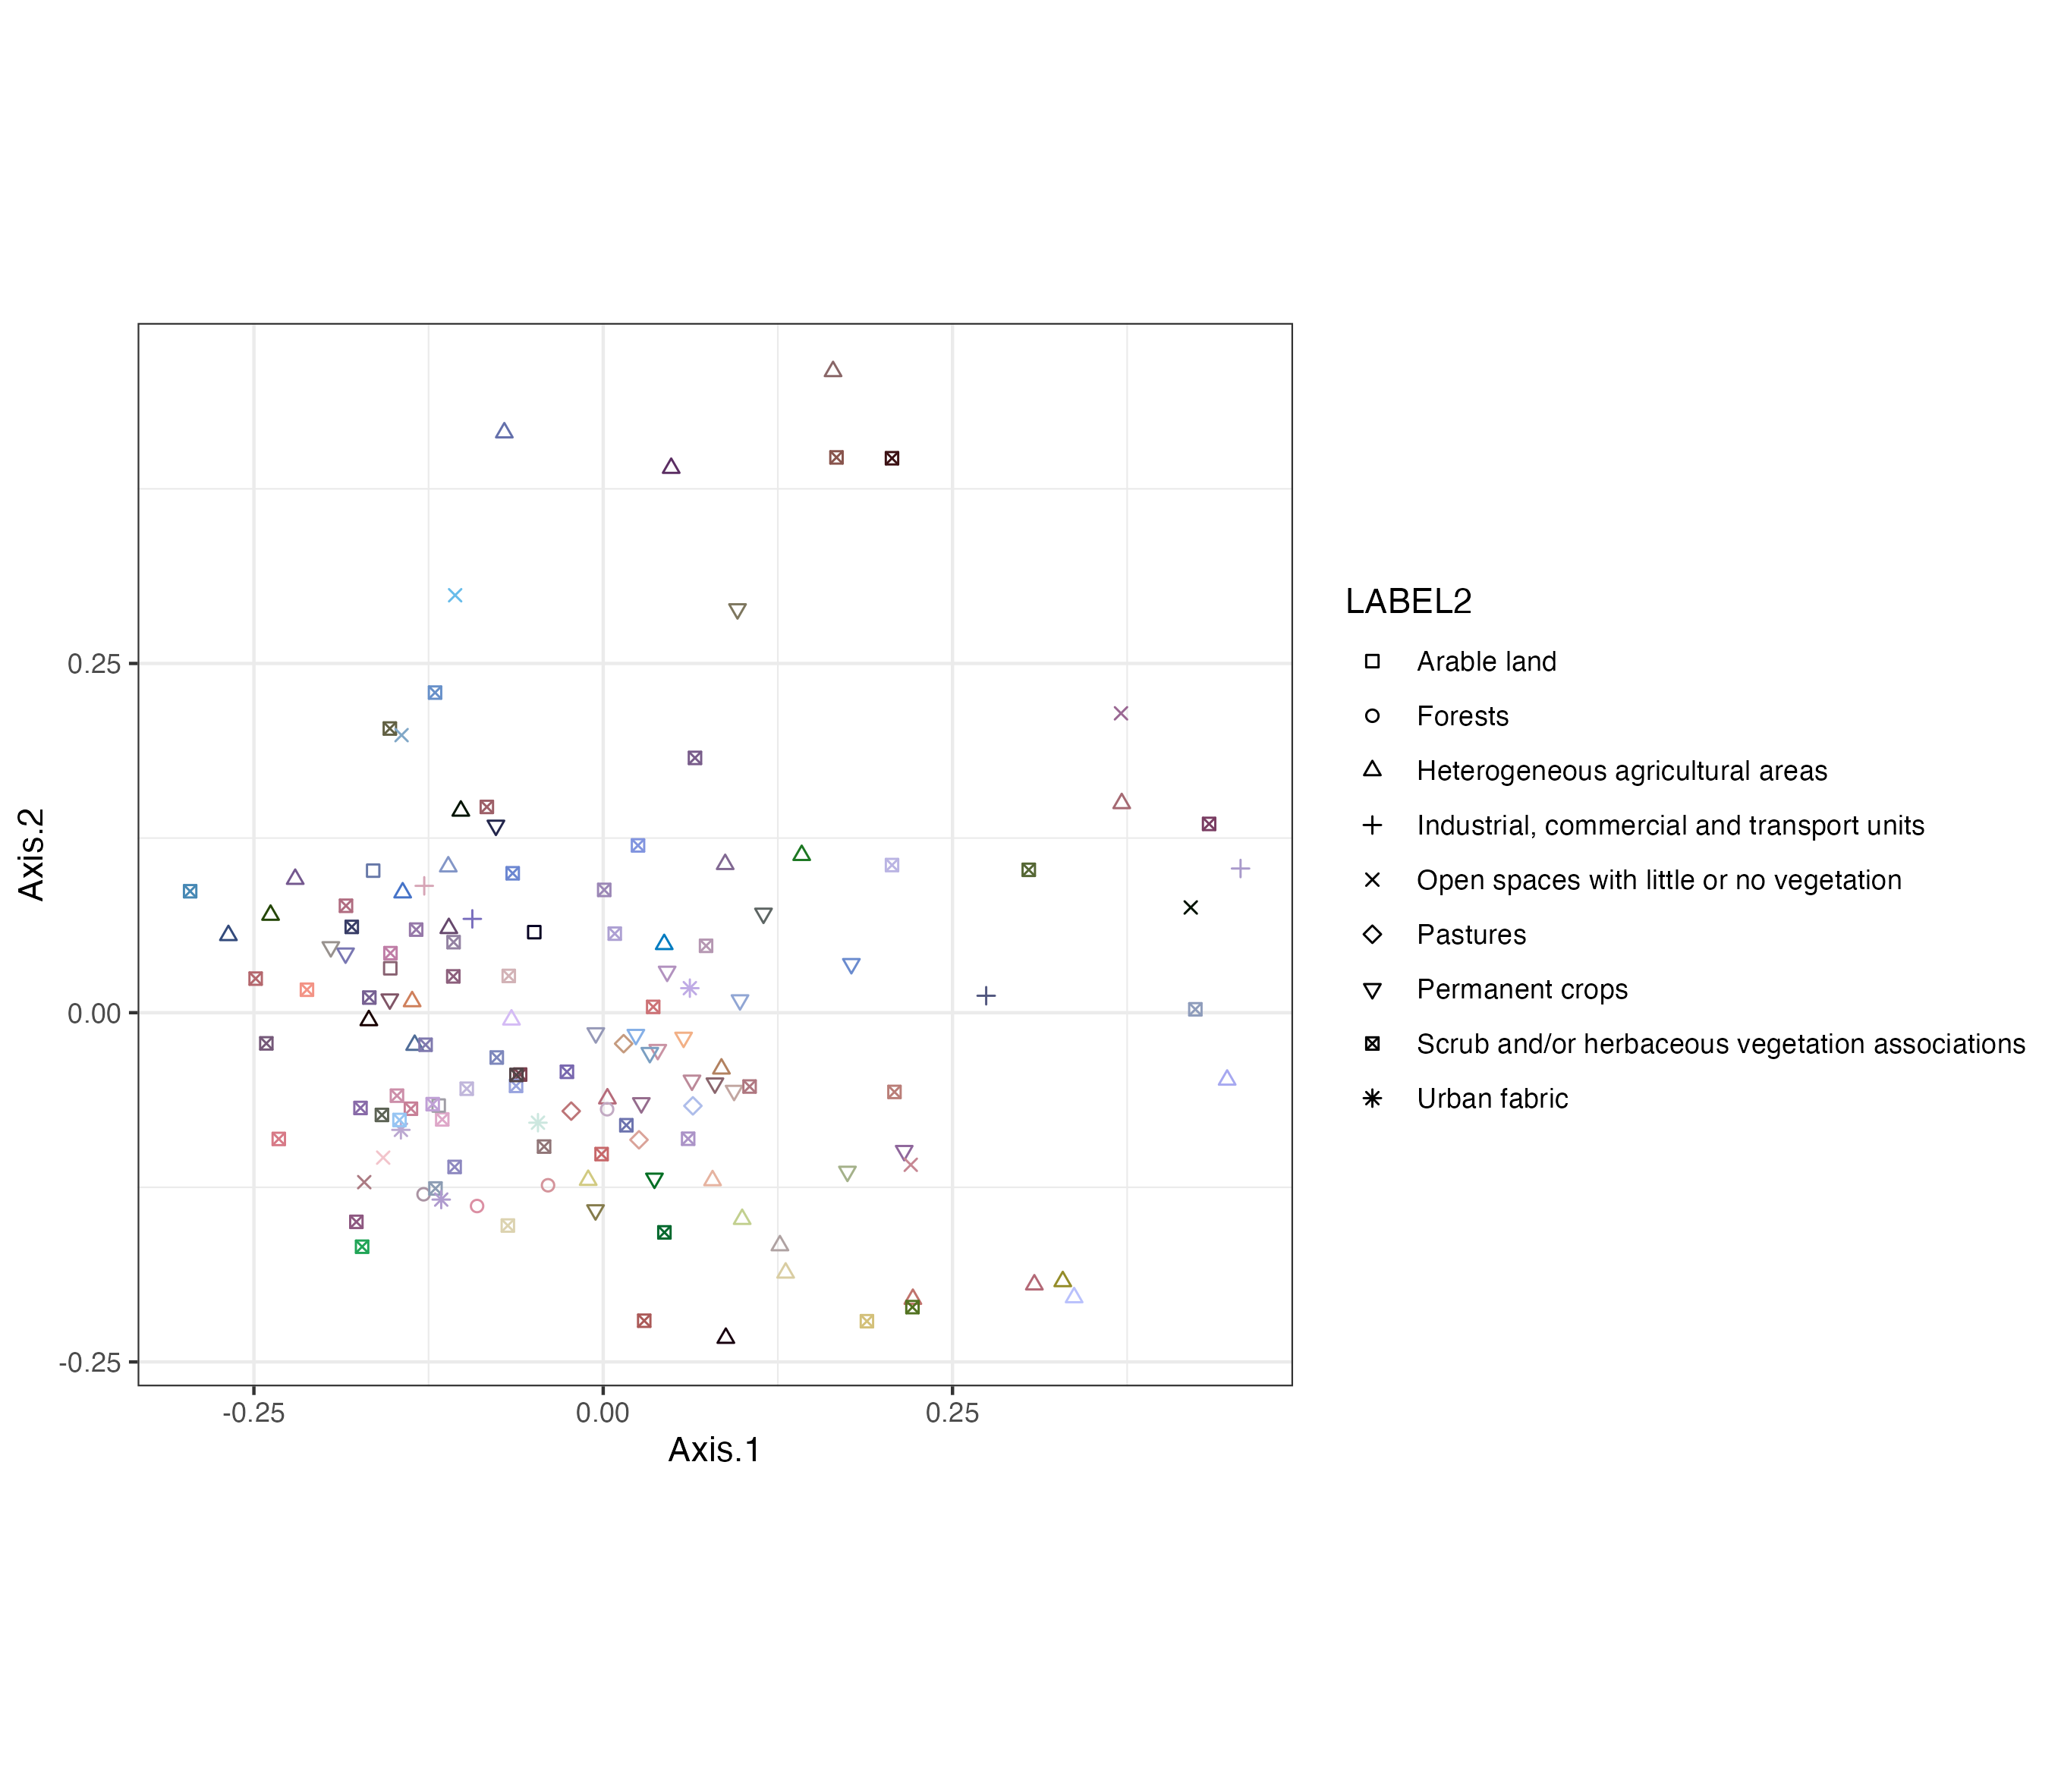 LABEL2
Arable land
Forests
Heterogeneous agricultural areas
Industrial, commercial and transport units
Open spaces with little or no vegetation
Pastures
Permanent crops
Scrub and/or herbaceous vegetation associations
Urban fabric
Axis.2
0.25
0.00
-0.25
-0.25
0.00
0.25
Axis.1